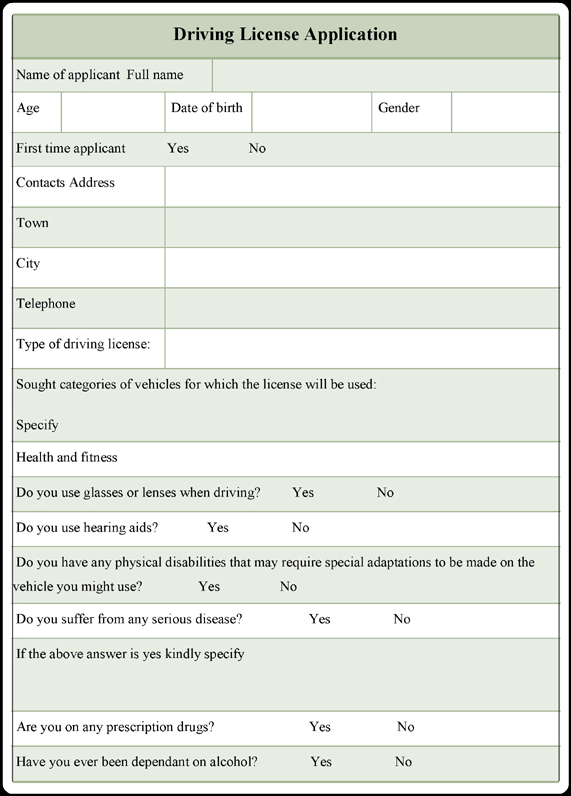 Driving License Application
Name of applicant Full name
Age Date of birth Gender
First time applicant Yes No
Contacts Address
Town
City
Telephone
Type of driving license:
Sought categories of vehicles for which the license will be used:
Specify
Health and fitness
Do you use glasses or lenses when driving? Yes No
Do you use hearing aids? Yes No
Do you have any physical disabilities that may require special adaptations to be made on the
vehicle you might use? Yes No
Do you suffer from any serious disease? Yes No
If the above answer is yes kindly specify
Are you on any prescription drugs? Yes No
Have you ever been dependant on alcohol? Yes No